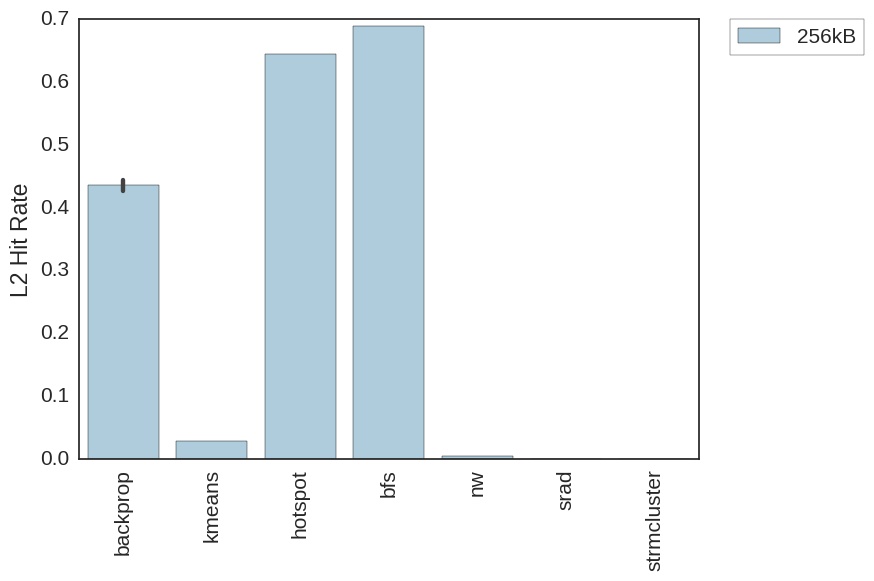 L2 Hit Rate
0.7
0.6
0.5
0.4
0.3
0.2
0.1
0.0
backprop
kmeans
hotspot
bfs
nw
srad
strmcluster
256kB